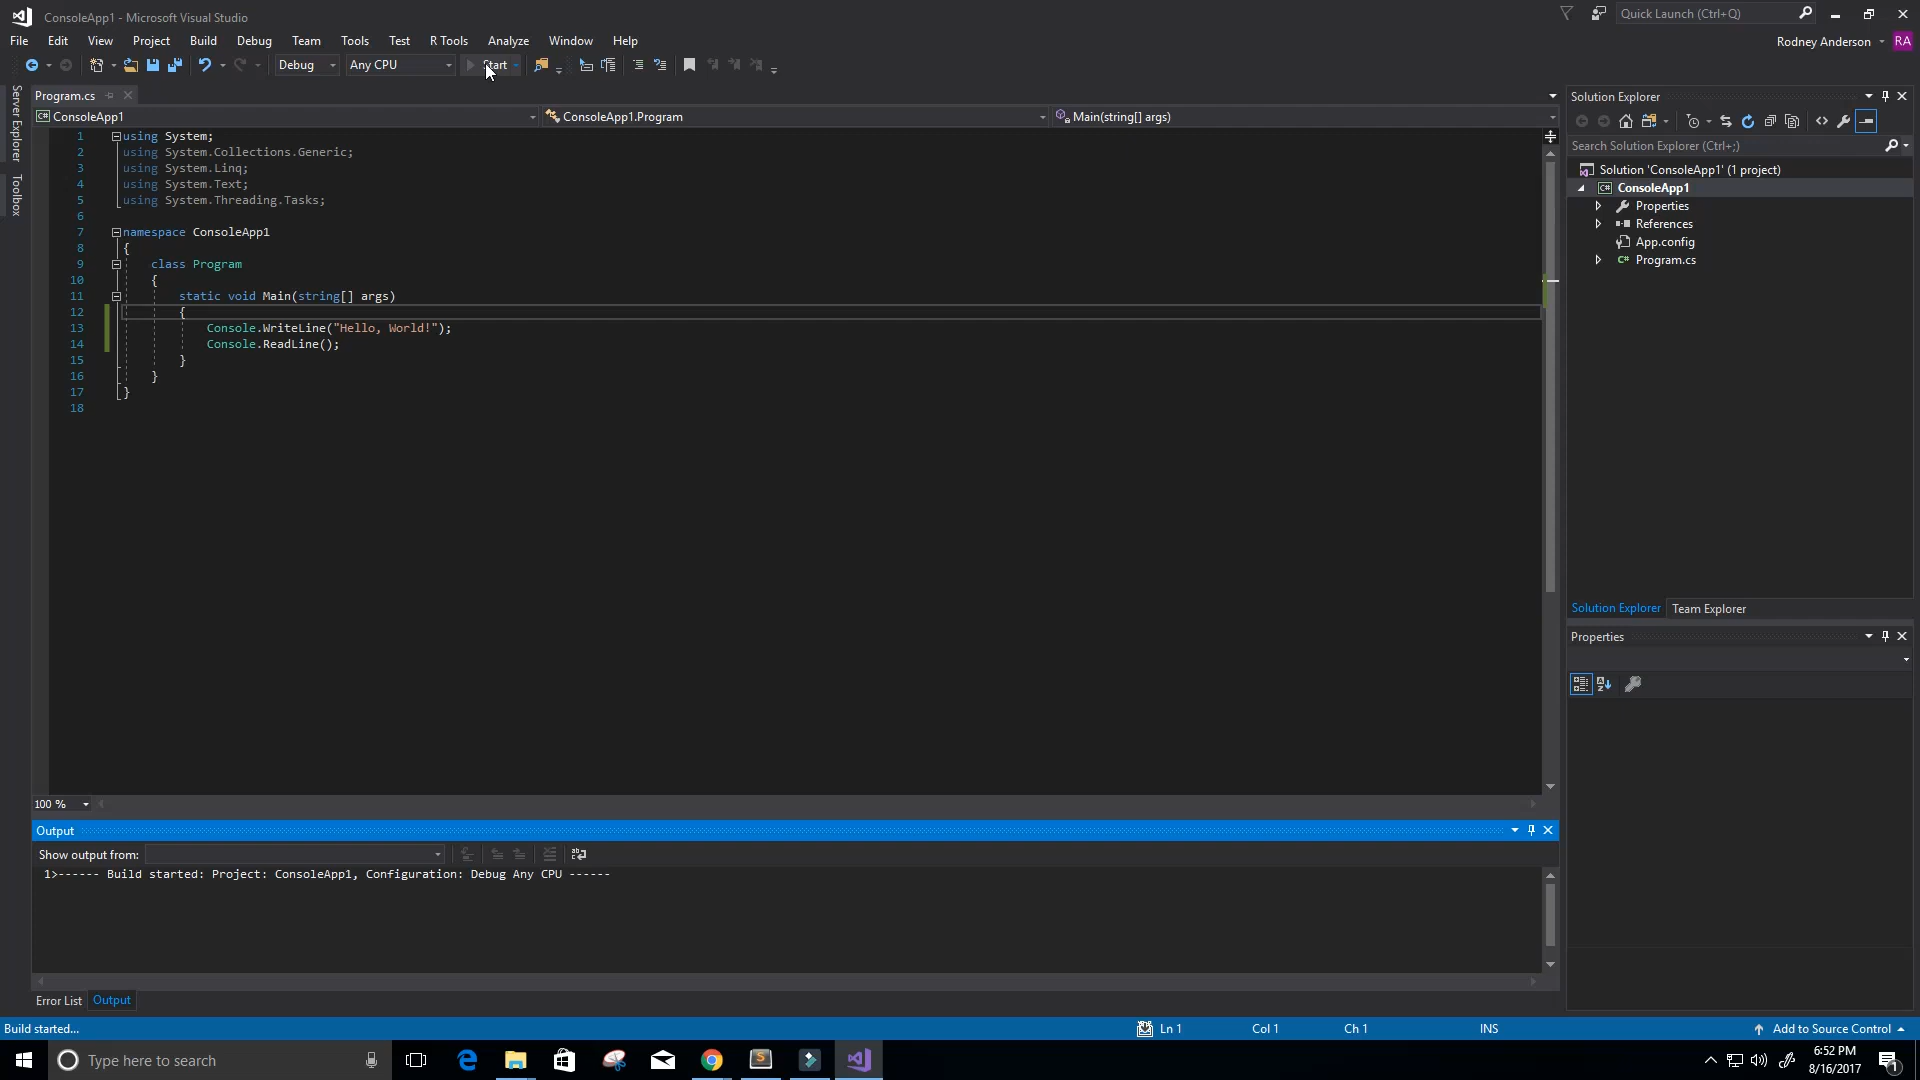 ConsoleApp1 - Microsoft Visual Studio
Quick Launch (Ctrl+Q)
File Edit View Project Build Debug Team Tools Test R Tools Analyze Window Help
Rodney Anderson RA
Debug Any CPU Start
Server Explorer
Toolbox
Program.cs
ConsoleApp1 ConsoleApp1.Program Main(string[] args)
1 using System;
2 using System.Collections.Generic;
3 using System.Linq;
4 using System.Text;
5 using System.Threading.Tasks;
6
7 namespace ConsoleApp1
8 {
9 class Program
10 {
11 static void Main(string[] args)
12 {
13 Console.WriteLine("Hello, World!");
14 Console.ReadLine();
15 }
16 }
17 }
18
100 %
Solution Explorer
Search Solution Explorer (Ctrl+;)
Solution 'ConsoleApp1' (1 project)
C# ConsoleApp1
Properties
References
App.config
C# Program.cs
Solution Explorer Team Explorer
Properties
Output
Show output from:
1>------ Build started: Project: ConsoleApp1, Configuration: Debug Any CPU ------
Error List Output
Build started... Ln 1 Col 1 Ch 1 INS Add to Source Control
Type here to search
6:52 PM
8/16/2017
1